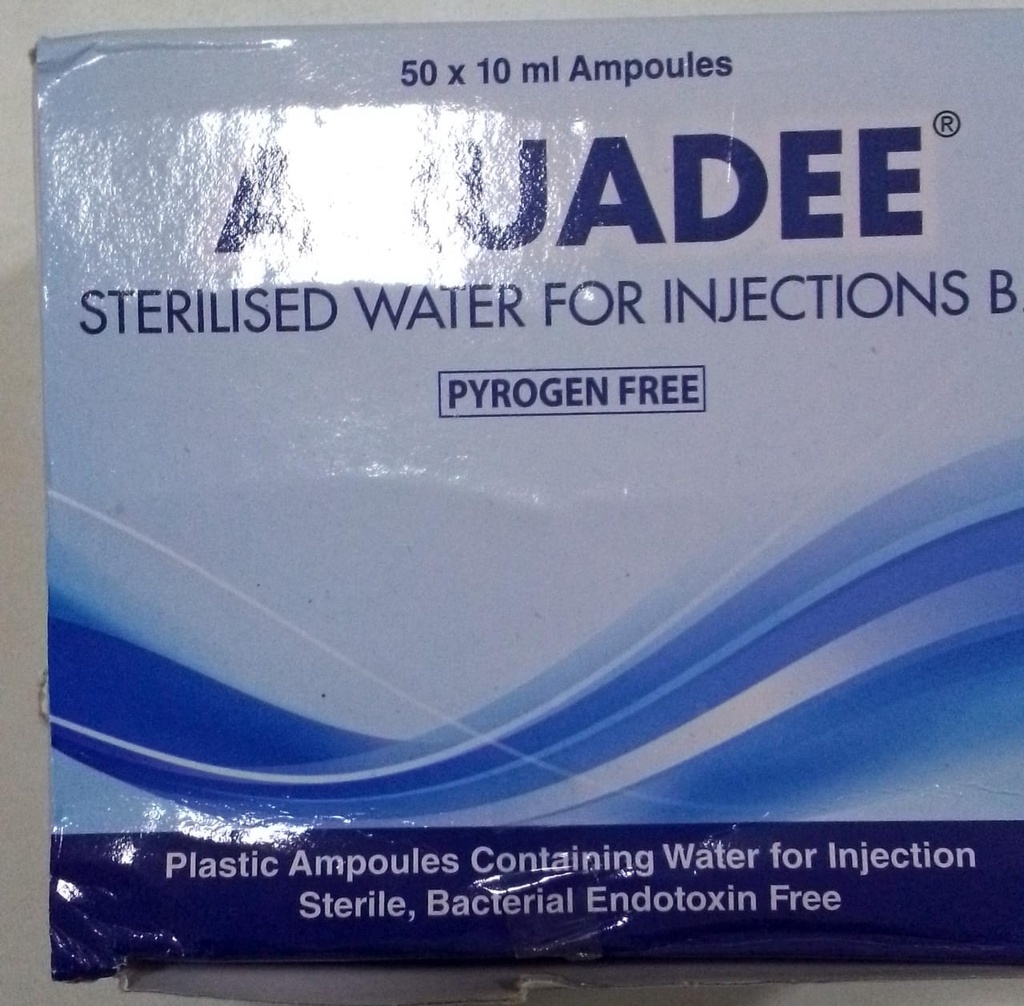 50 x 10 ml Ampoules
AQUADEE®
STERILISED WATER FOR INJECTIONS B.
PYROGEN FREE
Plastic Ampoules Containing Water for Injection
Sterile, Bacterial Endotoxin Free